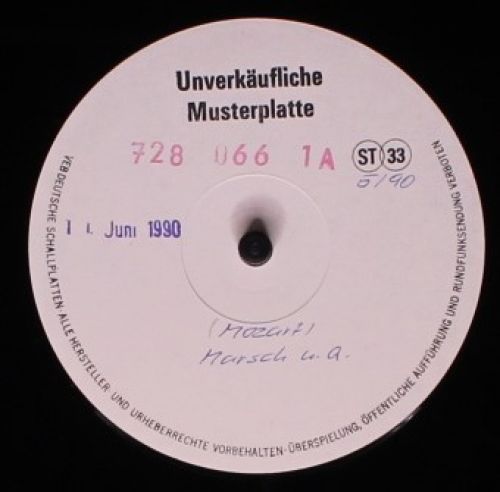 Unverkäufliche
Musterplatte
728 066 1A
ST 33
5/90
1 1. Juni 1990
(Mozart)
Marsch u.a.
VEB DEUTSCHE SCHALLPLATTEN·ALLE HERSTELLER- UND URHEBERRECHTE VORBEHALTEN·ÜBERSPIELUNG, ÖFFENTLICHE AUFFÜHRUNG UND RUNDFUNKSENDUNG VERBOTEN